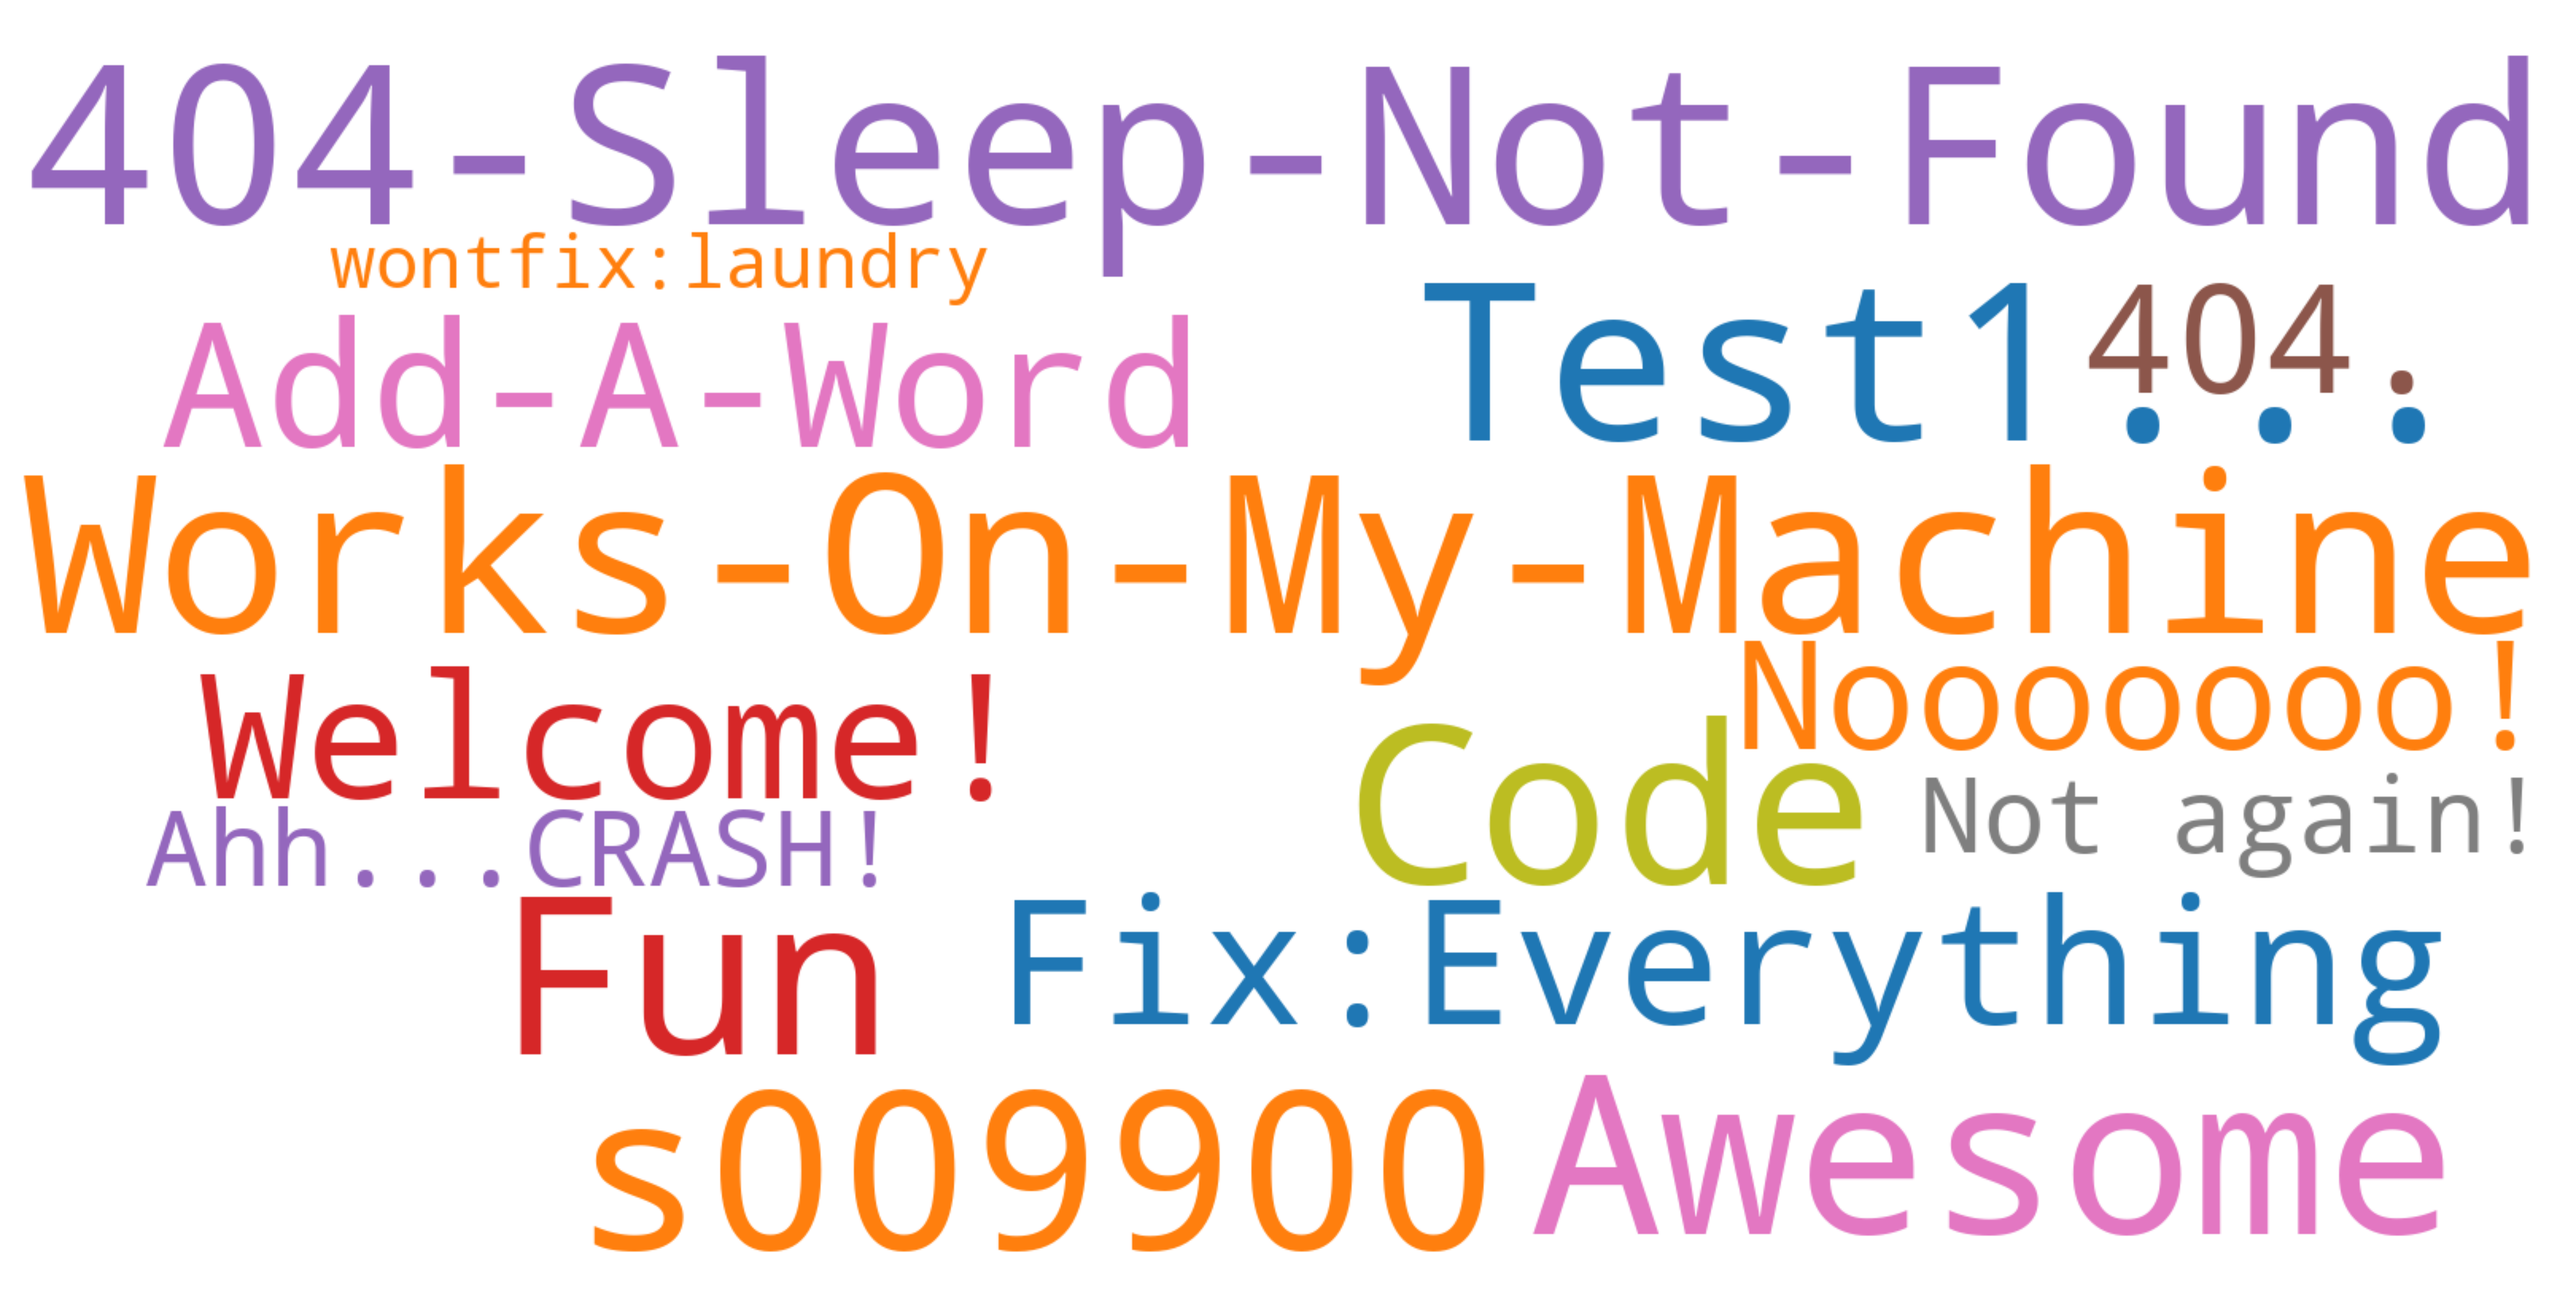 404-Sleep-Not-Found
wontfix:laundry
Add-A-Word
Test1...
404.
Works-On-My-Machine
Welcome!
Nooooooo!
Code
Not again!
Ahh...CRASH!
Fun
Fix:Everything
s009900
Awesome